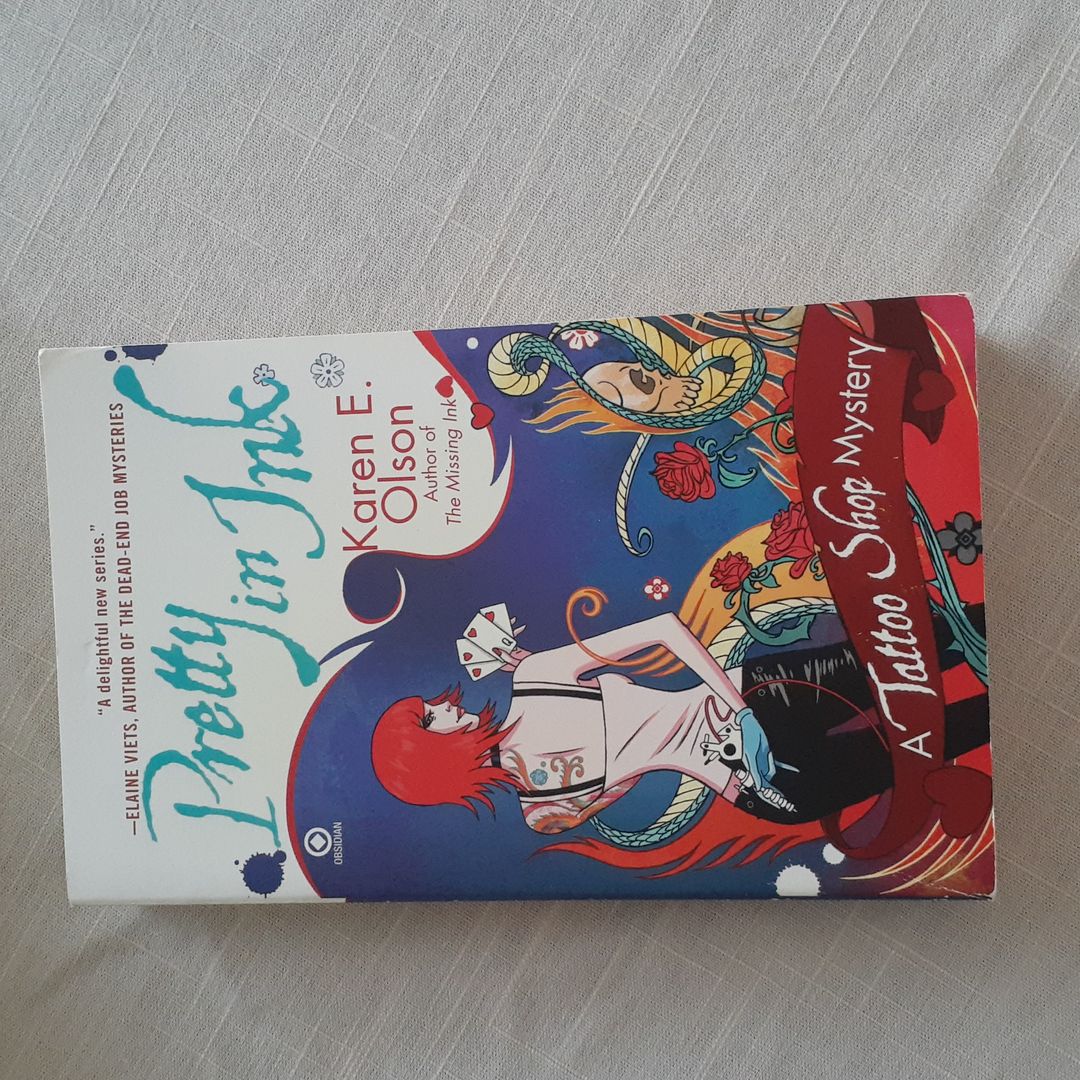 “A delightful new series.”
—ELAINE VIETS, AUTHOR OF THE DEAD-END JOB MYSTERIES
Pretty in Ink
Karen E.
Olson
Author of
The Missing Ink
OBSIDIAN
A Tattoo Shop Mystery